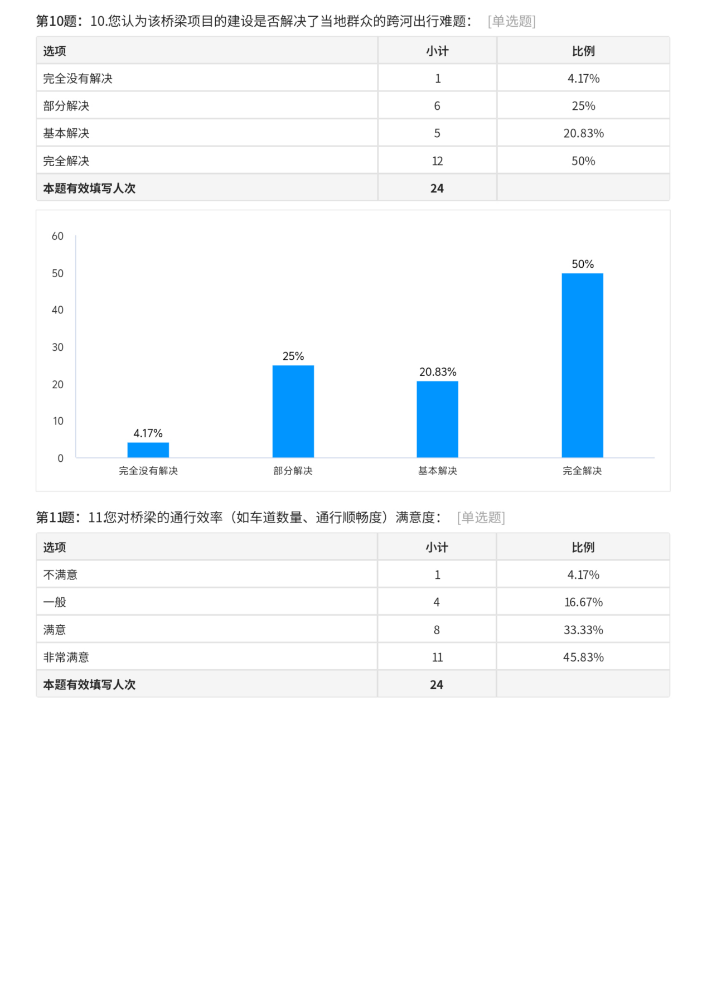 第10题：10.您认为该桥梁项目的建设是否解决了当地群众的跨河出行难题： [单选题]
选项 小计 比例
完全没有解决 1 4.17%
部分解决 6 25%
基本解决 5 20.83%
完全解决 12 50%
本题有效填写人次 24
60
50
40
30
20
10
0
4.17%
25%
20.83%
50%
完全没有解决 部分解决 基本解决 完全解决
第11题：11.您对桥梁的通行效率（如车道数量、通行顺畅度）满意度： [单选题]
选项 小计 比例
不满意 1 4.17%
一般 4 16.67%
满意 8 33.33%
非常满意 11 45.83%
本题有效填写人次 24